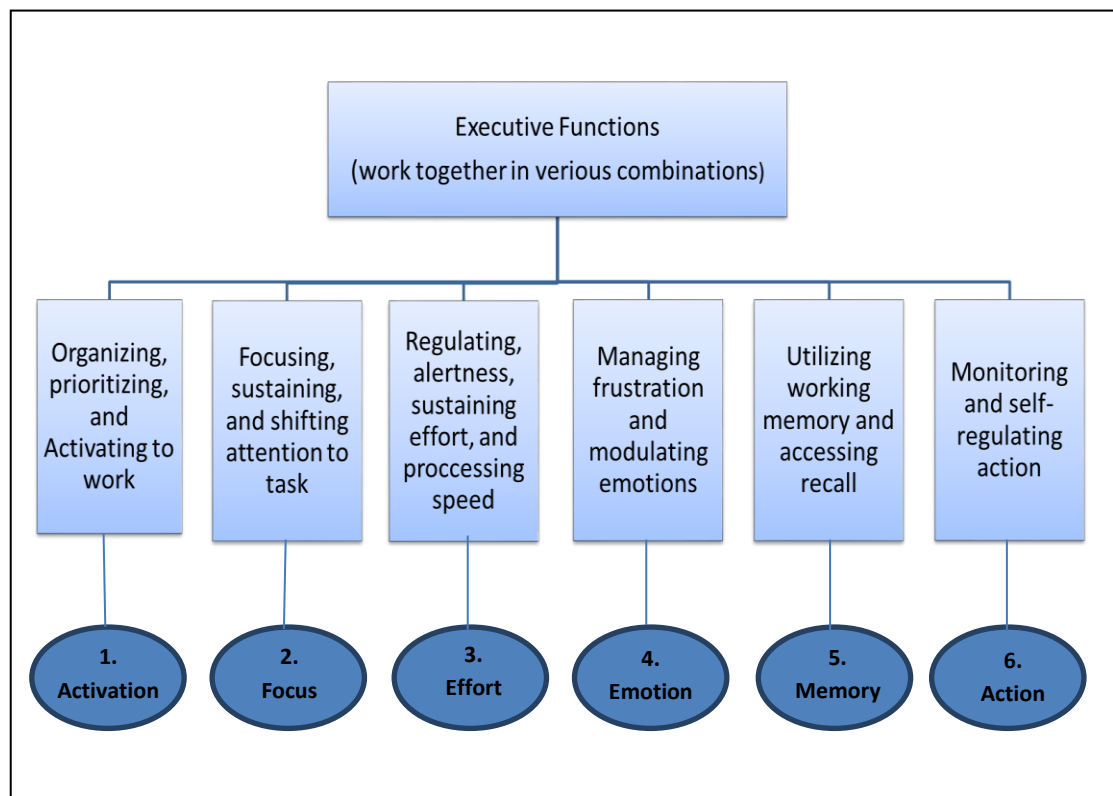 Executive Functions
(work together in verious combinations)
Organizing,
prioritizing,
and
Activating to
work
Focusing,
sustaining,
and shifting
attention to
task
Regulating,
alertness,
sustaining
effort, and
proccessing
speed
Managing
frustration
and
modulating
emotions
Utilizing
working
memory and
accessing
recall
Monitoring
and self-
regulating
action
1.
Activation
2.
Focus
3.
Effort
4.
Emotion
5.
Memory
6.
Action